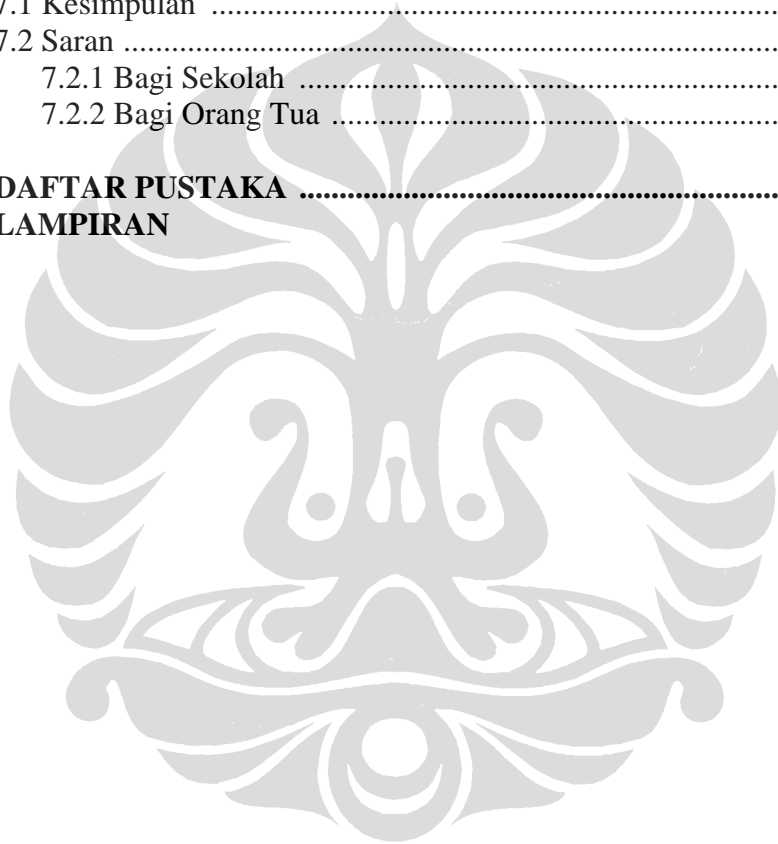 7.1 Kesimpulan ........................................................................
7.2 Saran ...................................................................................
7.2.1 Bagi Sekolah .............................................................
7.2.2 Bagi Orang Tua .........................................................
DAFTAR PUSTAKA .............................................................
LAMPIRAN